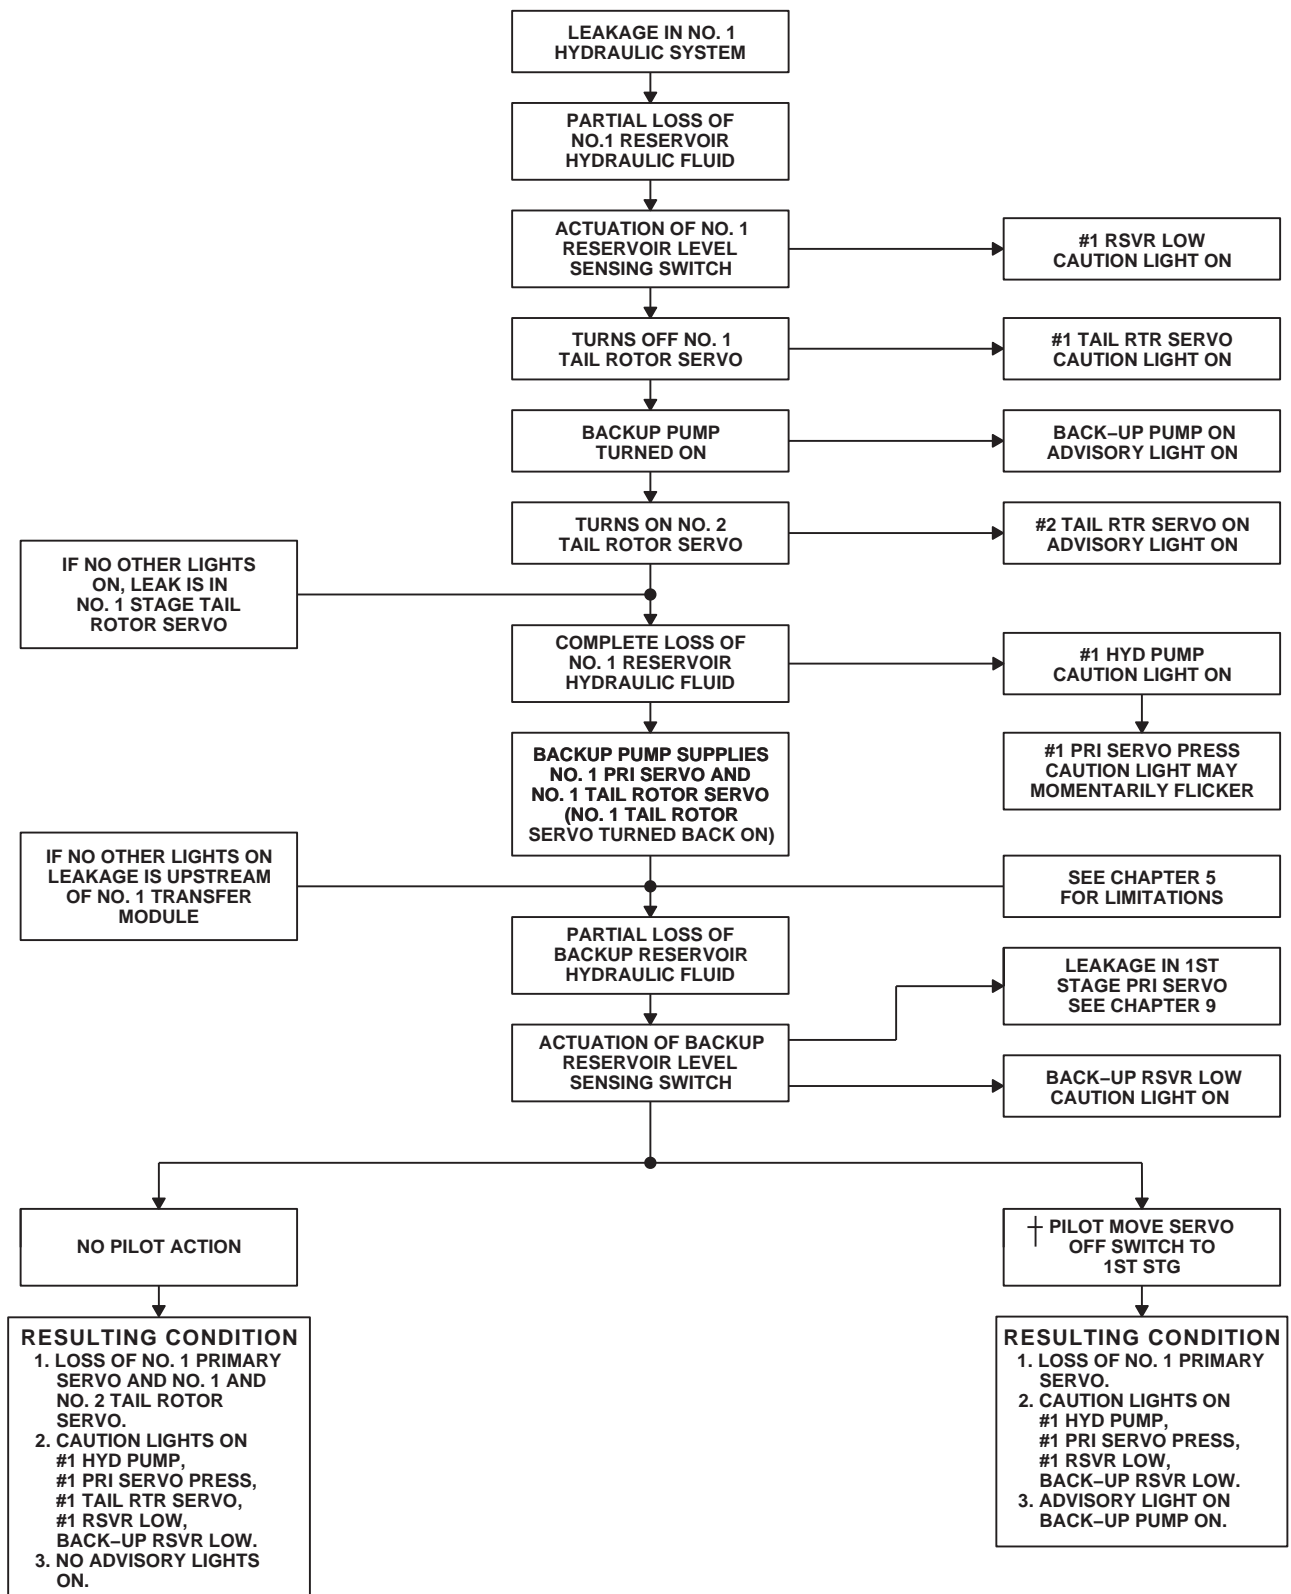 LEAKAGE IN NO. 1
HYDRAULIC SYSTEM
PARTIAL LOSS OF
NO.1 RESERVOIR
HYDRAULIC FLUID
ACTUATION OF NO. 1
RESERVOIR LEVEL
SENSING SWITCH
#1 RSVR LOW
CAUTION LIGHT ON
TURNS OFF NO. 1
TAIL ROTOR SERVO
#1 TAIL RTR SERVO
CAUTION LIGHT ON
BACKUP PUMP
TURNED ON
BACK–UP PUMP ON
ADVISORY LIGHT ON
TURNS ON NO. 2
TAIL ROTOR SERVO
#2 TAIL RTR SERVO ON
ADVISORY LIGHT ON
IF NO OTHER LIGHTS
ON, LEAK IS IN
NO. 1 STAGE TAIL
ROTOR SERVO
COMPLETE LOSS OF
NO. 1 RESERVOIR
HYDRAULIC FLUID
#1 HYD PUMP
CAUTION LIGHT ON
#1 PRI SERVO PRESS
CAUTION LIGHT MAY
MOMENTARILY FLICKER
BACKUP PUMP SUPPLIES
NO. 1 PRI SERVO AND
NO. 1 TAIL ROTOR SERVO
(NO. 1 TAIL ROTOR
SERVO TURNED BACK ON)
IF NO OTHER LIGHTS ON
LEAKAGE IS UPSTREAM
OF NO. 1 TRANSFER
MODULE
SEE CHAPTER 5
FOR LIMITATIONS
PARTIAL LOSS OF
BACKUP RESERVOIR
HYDRAULIC FLUID
LEAKAGE IN 1ST
STAGE PRI SERVO
SEE CHAPTER 9
ACTUATION OF BACKUP
RESERVOIR LEVEL
SENSING SWITCH
BACK–UP RSVR LOW
CAUTION LIGHT ON
NO PILOT ACTION
† PILOT MOVE SERVO
OFF SWITCH TO
1ST STG
RESULTING CONDITION
1. LOSS OF NO. 1 PRIMARY
SERVO AND NO. 1 AND
NO. 2 TAIL ROTOR
SERVO.
2. CAUTION LIGHTS ON
#1 HYD PUMP,
#1 PRI SERVO PRESS,
#1 TAIL RTR SERVO,
#1 RSVR LOW,
BACK–UP RSVR LOW.
3. NO ADVISORY LIGHTS
ON.
RESULTING CONDITION
1. LOSS OF NO. 1 PRIMARY
SERVO.
2. CAUTION LIGHTS ON
#1 HYD PUMP,
#1 PRI SERVO PRESS,
#1 RSVR LOW,
BACK–UP RSVR LOW.
3. ADVISORY LIGHT ON
BACK–UP PUMP ON.